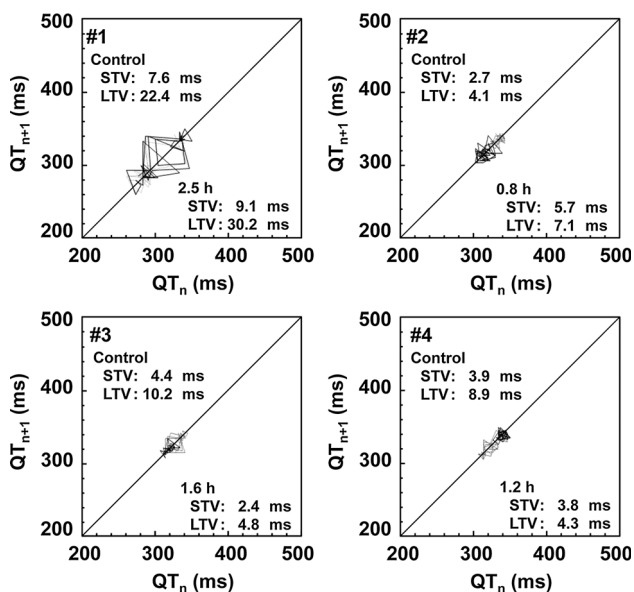 #1
Control
STV: 7.6 ms
LTV: 22.4 ms
2.5 h
STV: 9.1 ms
LTV: 30.2 ms
500
400
300
200
QTn+1 (ms)
200 300 400 500
QTn (ms)
#2
Control
STV: 2.7 ms
LTV: 4.1 ms
0.8 h
STV: 5.7 ms
LTV: 7.1 ms
500
400
300
200
QTn+1 (ms)
200 300 400 500
QTn (ms)
#3
Control
STV: 4.4 ms
LTV: 10.2 ms
1.6 h
STV: 2.4 ms
LTV: 4.8 ms
500
400
300
200
QTn+1 (ms)
200 300 400 500
QTn (ms)
#4
Control
STV: 3.9 ms
LTV: 8.9 ms
1.2 h
STV: 3.8 ms
LTV: 4.3 ms
500
400
300
200
QTn+1 (ms)
200 300 400 500
QTn (ms)